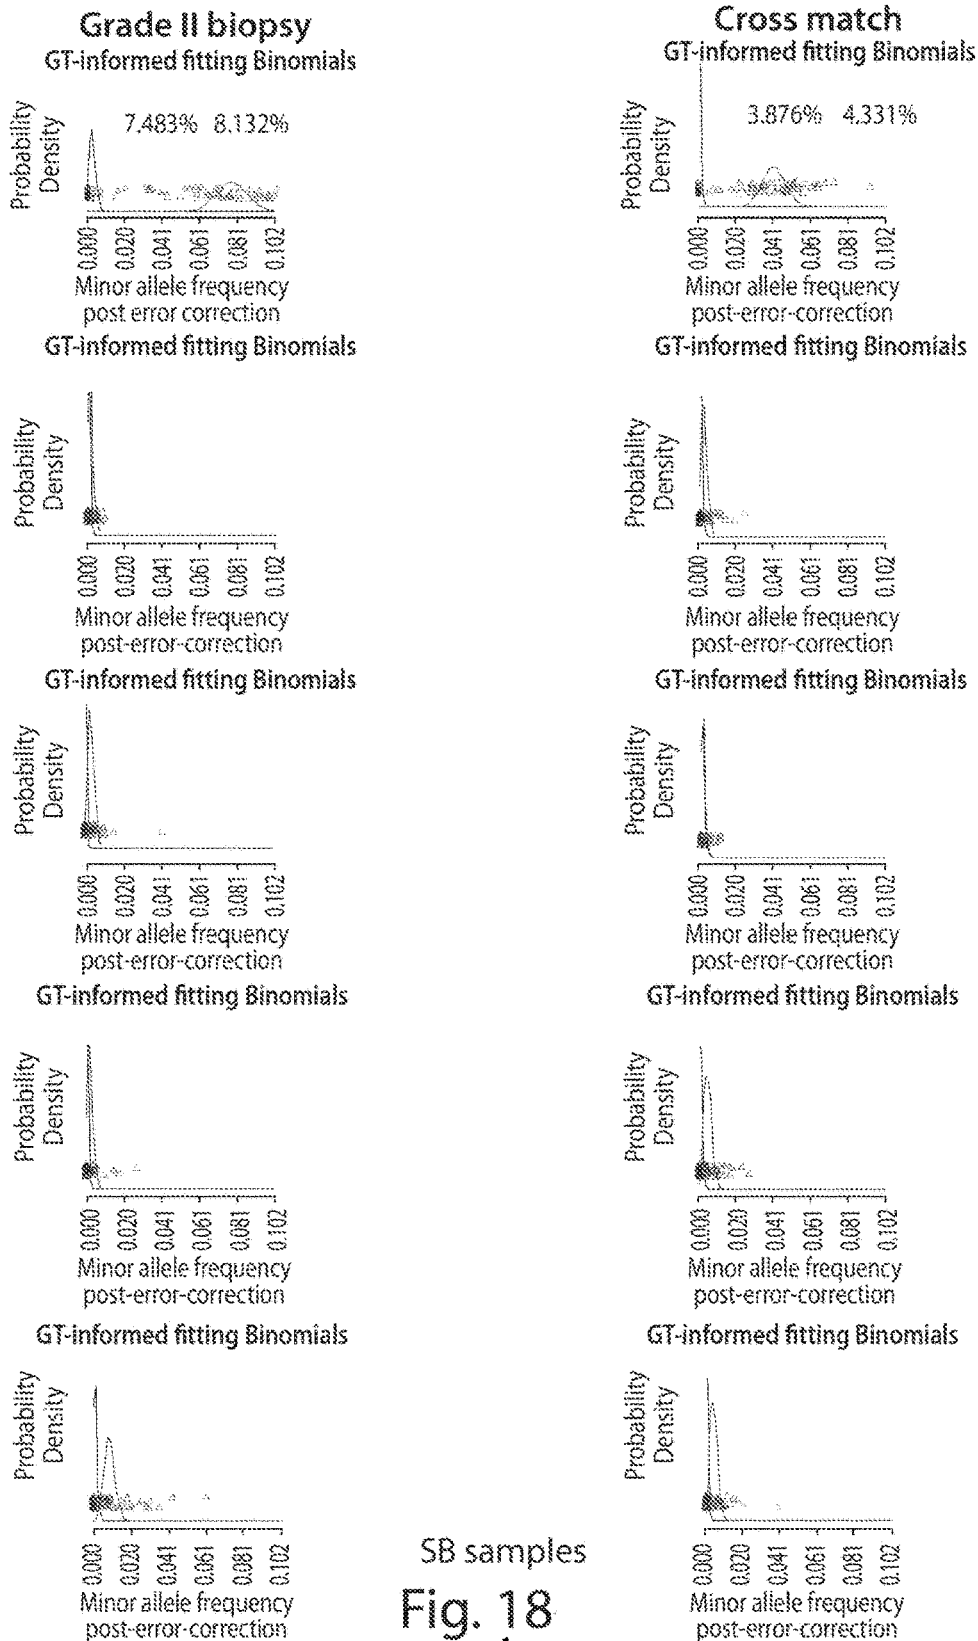 Grade II biopsy
GT-informed fitting Binomials
Probability
Density
7.483% 8.132%
0.000 0.020 0.041 0.061 0.081 0.102
Minor allele frequency
post error correction
GT-informed fitting Binomials
Probability
Density
0.000 0.020 0.041 0.061 0.081 0.102
Minor allele frequency
post-error-correction
GT-informed fitting Binomials
Probability
Density
0.000 0.020 0.041 0.061 0.081 0.102
Minor allele frequency
post-error-correction
GT-informed fitting Binomials
Probability
Density
0.000 0.020 0.041 0.061 0.081 0.102
Minor allele frequency
post-error-correction
GT-informed fitting Binomials
Probability
Density
0.000 0.020 0.041 0.061 0.081 0.102
Minor allele frequency
post-error-correction
Cross match
GT-informed fitting Binomials
Probability
Density
3.876% 4.331%
0.000 0.020 0.041 0.061 0.081 0.102
Minor allele frequency
post-error-correction
GT-informed fitting Binomials
Probability
Density
0.000 0.020 0.041 0.061 0.081 0.102
Minor allele frequency
post-error-correction
GT-informed fitting Binomials
Probability
Density
0.000 0.020 0.041 0.061 0.081 0.102
Minor allele frequency
post-error-correction
GT-informed fitting Binomials
Probability
Density
0.000 0.020 0.041 0.061 0.081 0.102
Minor allele frequency
post-error-correction
GT-informed fitting Binomials
Probability
Density
0.000 0.020 0.041 0.061 0.081 0.102
Minor allele frequency
post-error-correction
SB samples
Fig. 18